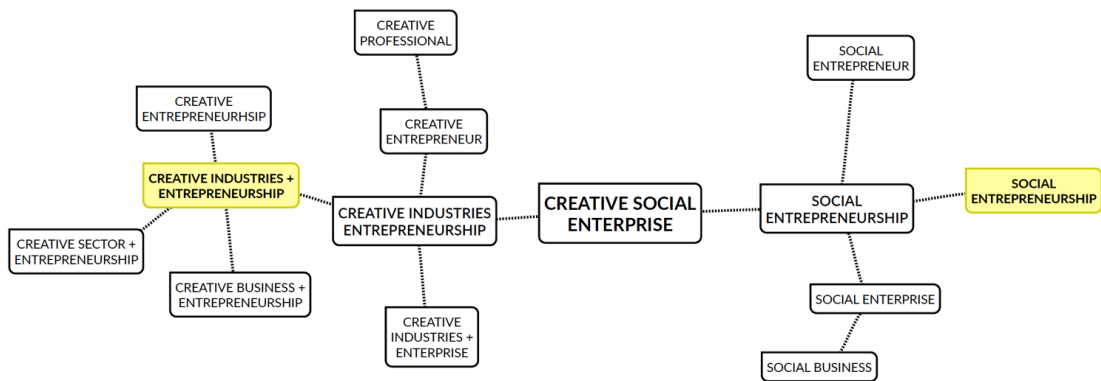 CREATIVE
PROFESSIONAL
SOCIAL
ENTREPRENEUR
CREATIVE
ENTREPRENEURHSIP
CREATIVE
ENTREPRENEUR
CREATIVE INDUSTRIES +
ENTREPRENEURSHIP
CREATIVE INDUSTRIES
ENTREPRENEURSHIP
CREATIVE SOCIAL
ENTERPRISE
SOCIAL
ENTREPRENEURSHIP
SOCIAL
ENTREPRENEURSHIP
CREATIVE SECTOR +
ENTREPRENEURSHIP
CREATIVE BUSINESS +
ENTREPRENEURSHIP
CREATIVE
INDUSTRIES +
ENTERPRISE
SOCIAL ENTERPRISE
SOCIAL BUSINESS